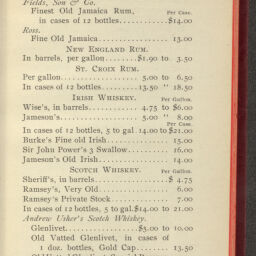 Fields, Son & Co.
Finest Old Jamaica Rum, Per Case.
in cases of 12 bottles..........$14.00
Ross.
Fine Old Jamaica............... 13.00
NEW ENGLAND RUM.
In barrels, per gallon.......$1.90 to 3.50
ST. CROIX RUM.
Per gallon.................. 5.00 to 6.50
In cases of 12 bottles.......13.50 " 18.50
IRISH WHISKEY. Per Gallon.
Wise's, in barrels......... 4.75 to $6.00
Jameson's.................. 5.00 " 8.00
Per Case.
In cases of 12 bottles, 5 gal. 14.00 to $21.00
Burke's Fine old Irish.......... 15.00
Sir John Power's 3 Swallow...... 16.00
Jameson's Old Irish............. 14.00
SCOTCH WHISKEY. Per Gallon.
Sheriff's, in barrels............$ 4.75
Ramsey's, Very Old.............. 6.00
Ramsey's Private Stock.......... 7.00
In cases of 12 bottles, 5 gal.$14.00 to 21.00
Andrew Usher's Scotch Whiskey.
Glenlivet...............$5.00 to 10.00
Old Vatted Glenlivet, in cases of
1 doz. bottles, Gold Cap....... 13.50